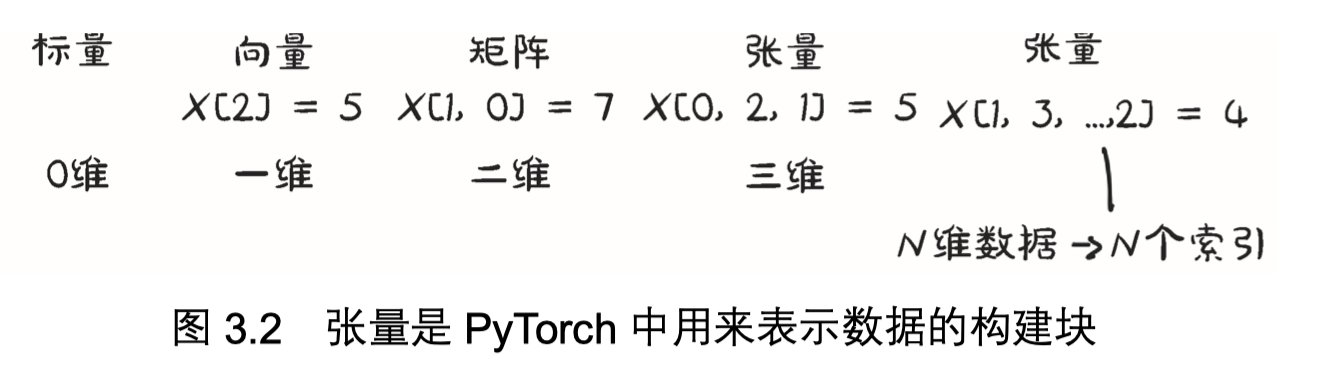 标量 向量 矩阵 张量 张量
X[2] = 5 X[1, 0] = 7 X[0, 2, 1] = 5 X[1, 3, ...,2] = 4
0维 一维 二维 三维
N维数据→N个索引
图 3.2 张量是 PyTorch 中用来表示数据的构建块